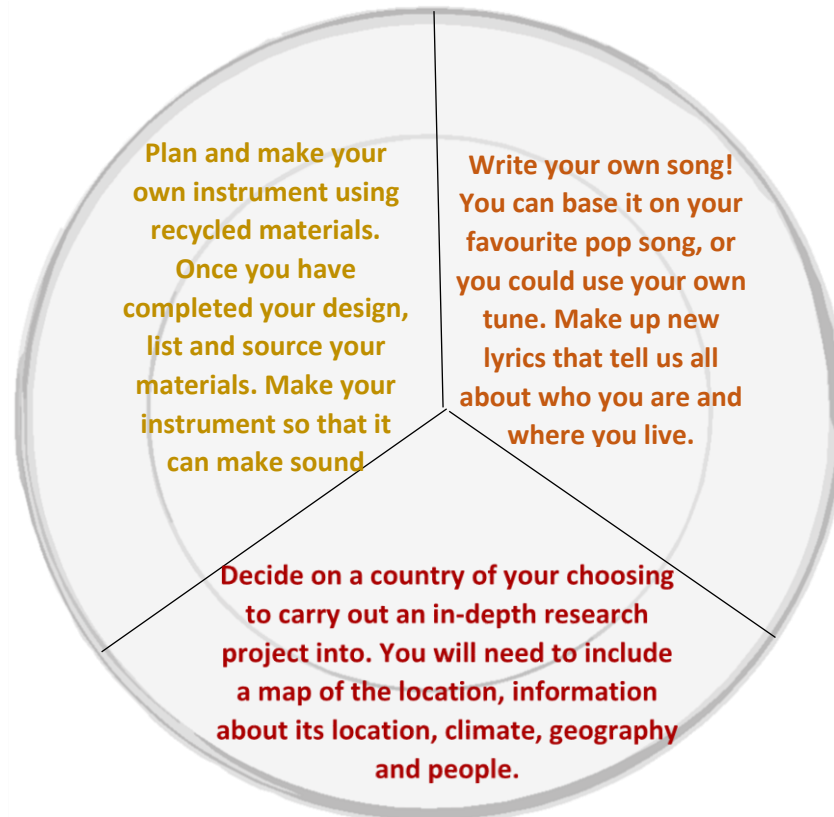 Plan and make your
own instrument using
recycled materials.
Once you have
completed your design,
list and source your
materials. Make your
instrument so that it
can make sound
Write your own song!
You can base it on your
favourite pop song, or
you could use your own
tune. Make up new
lyrics that tell us all
about who you are and
where you live.
Decide on a country of your choosing
to carry out an in-depth research
project into. You will need to include
a map of the location, information
about its location, climate, geography
and people.